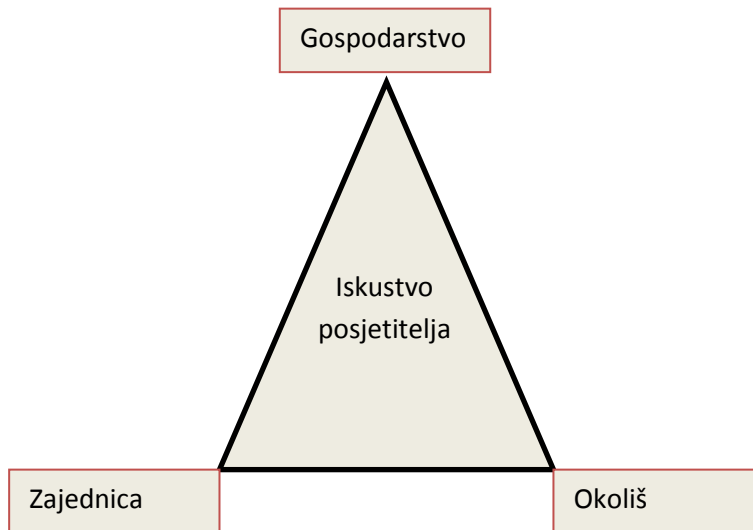 Gospodarstvo
Iskustvo
posjetitelja
Zajednica
Okoliš